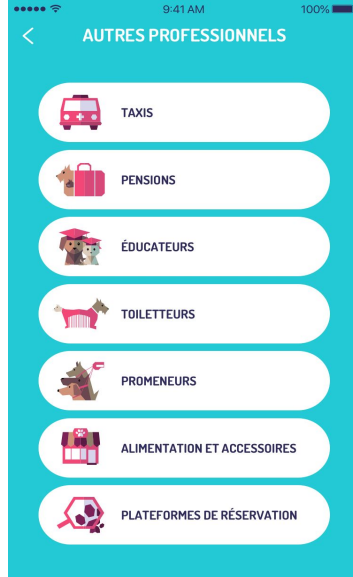 9:41 AM 100%
AUTRES PROFESSIONNELS
TAXIS
PENSIONS
ÉDUCATEURS
TOILETTEURS
PROMENEURS
ALIMENTATION ET ACCESSOIRES
PLATEFORMES DE RÉSERVATION